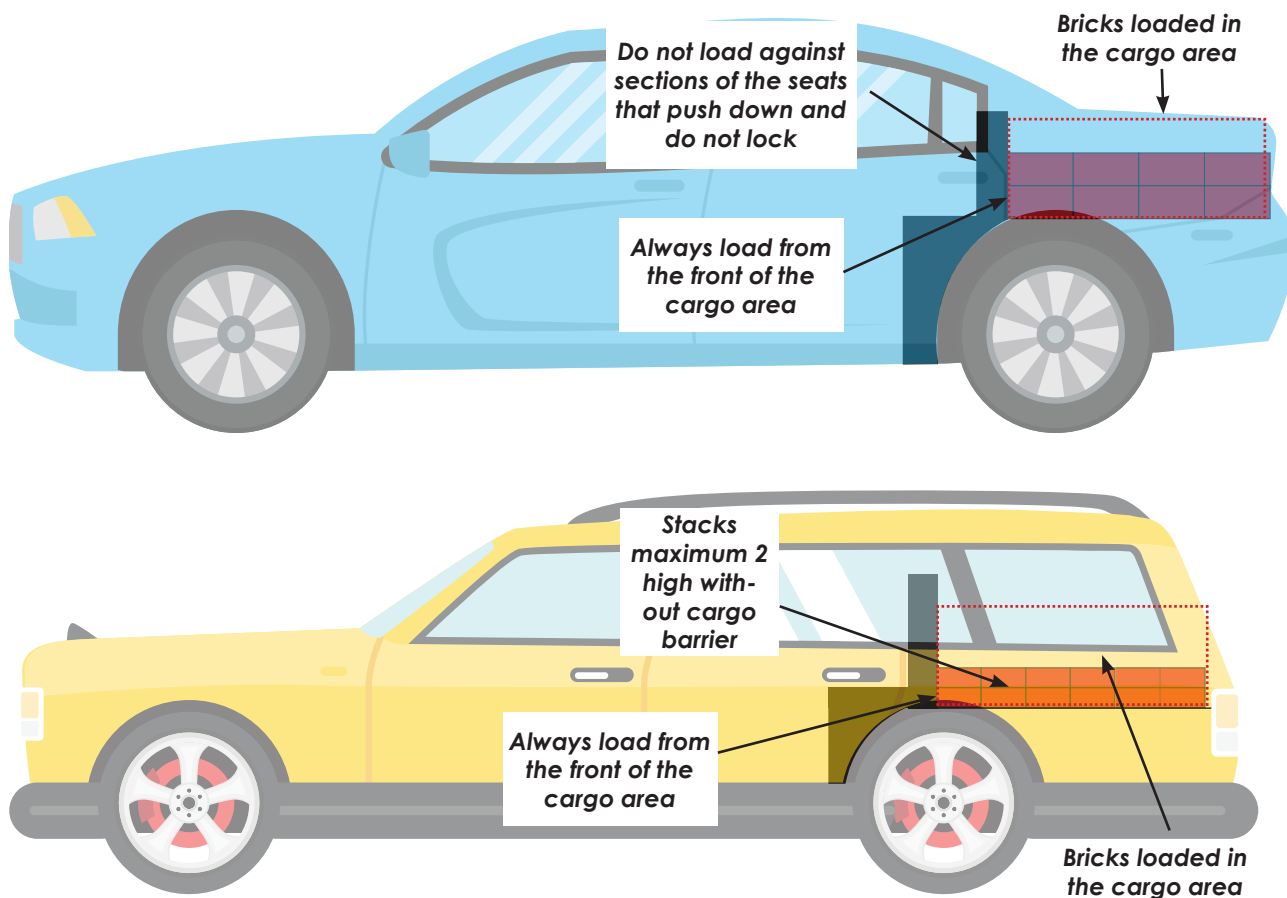 Do not load against
sections of the seats
that push down and
do not lock
Bricks loaded in
the cargo area
Always load from
the front of the
cargo area
Stacks
maximum 2
high with-
out cargo
barrier
Always load from
the front of the
cargo area
Bricks loaded in
the cargo area